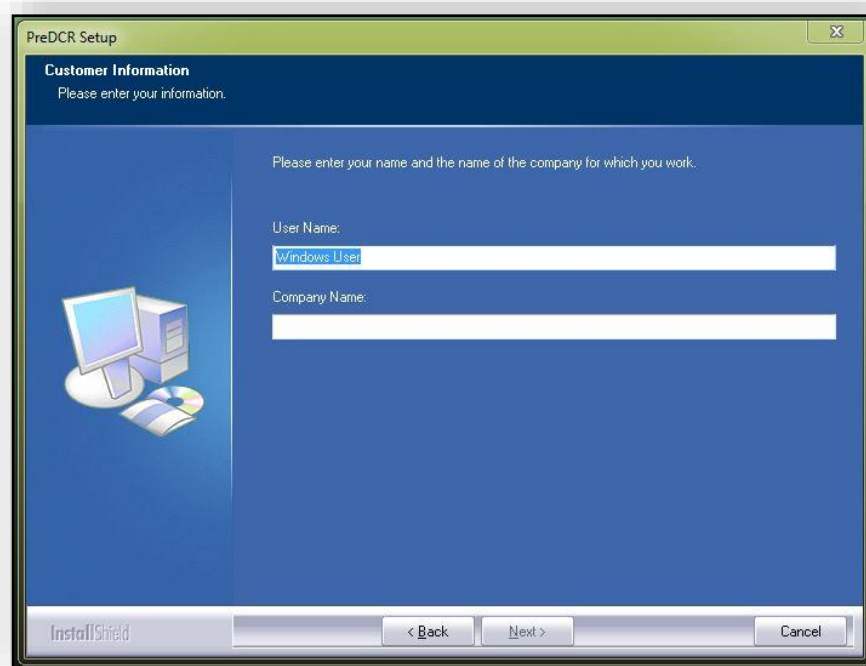 PreDCR Setup
Customer Information
Please enter your information.
Please enter your name and the name of the company for which you work.
User Name:
Windows User
Company Name:
InstallShield
< Back
Next >
Cancel